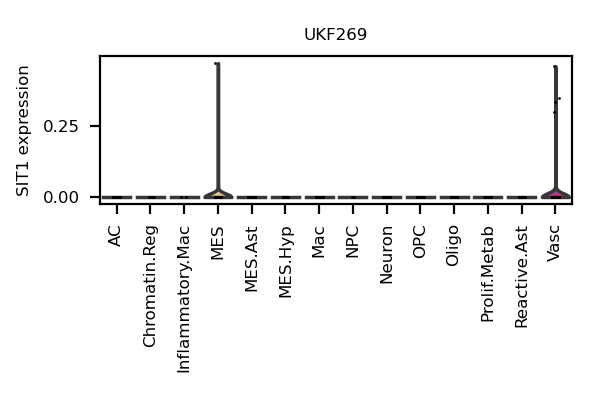 UKF269
SIT1 expression
0.25
0.00
AC
Chromatin.Reg
Inflammatory.Mac
MES
MES.Ast
MES.Hyp
Mac
NPC
Neuron
OPC
Oligo
Prolif.Metab
Reactive.Ast
Vasc